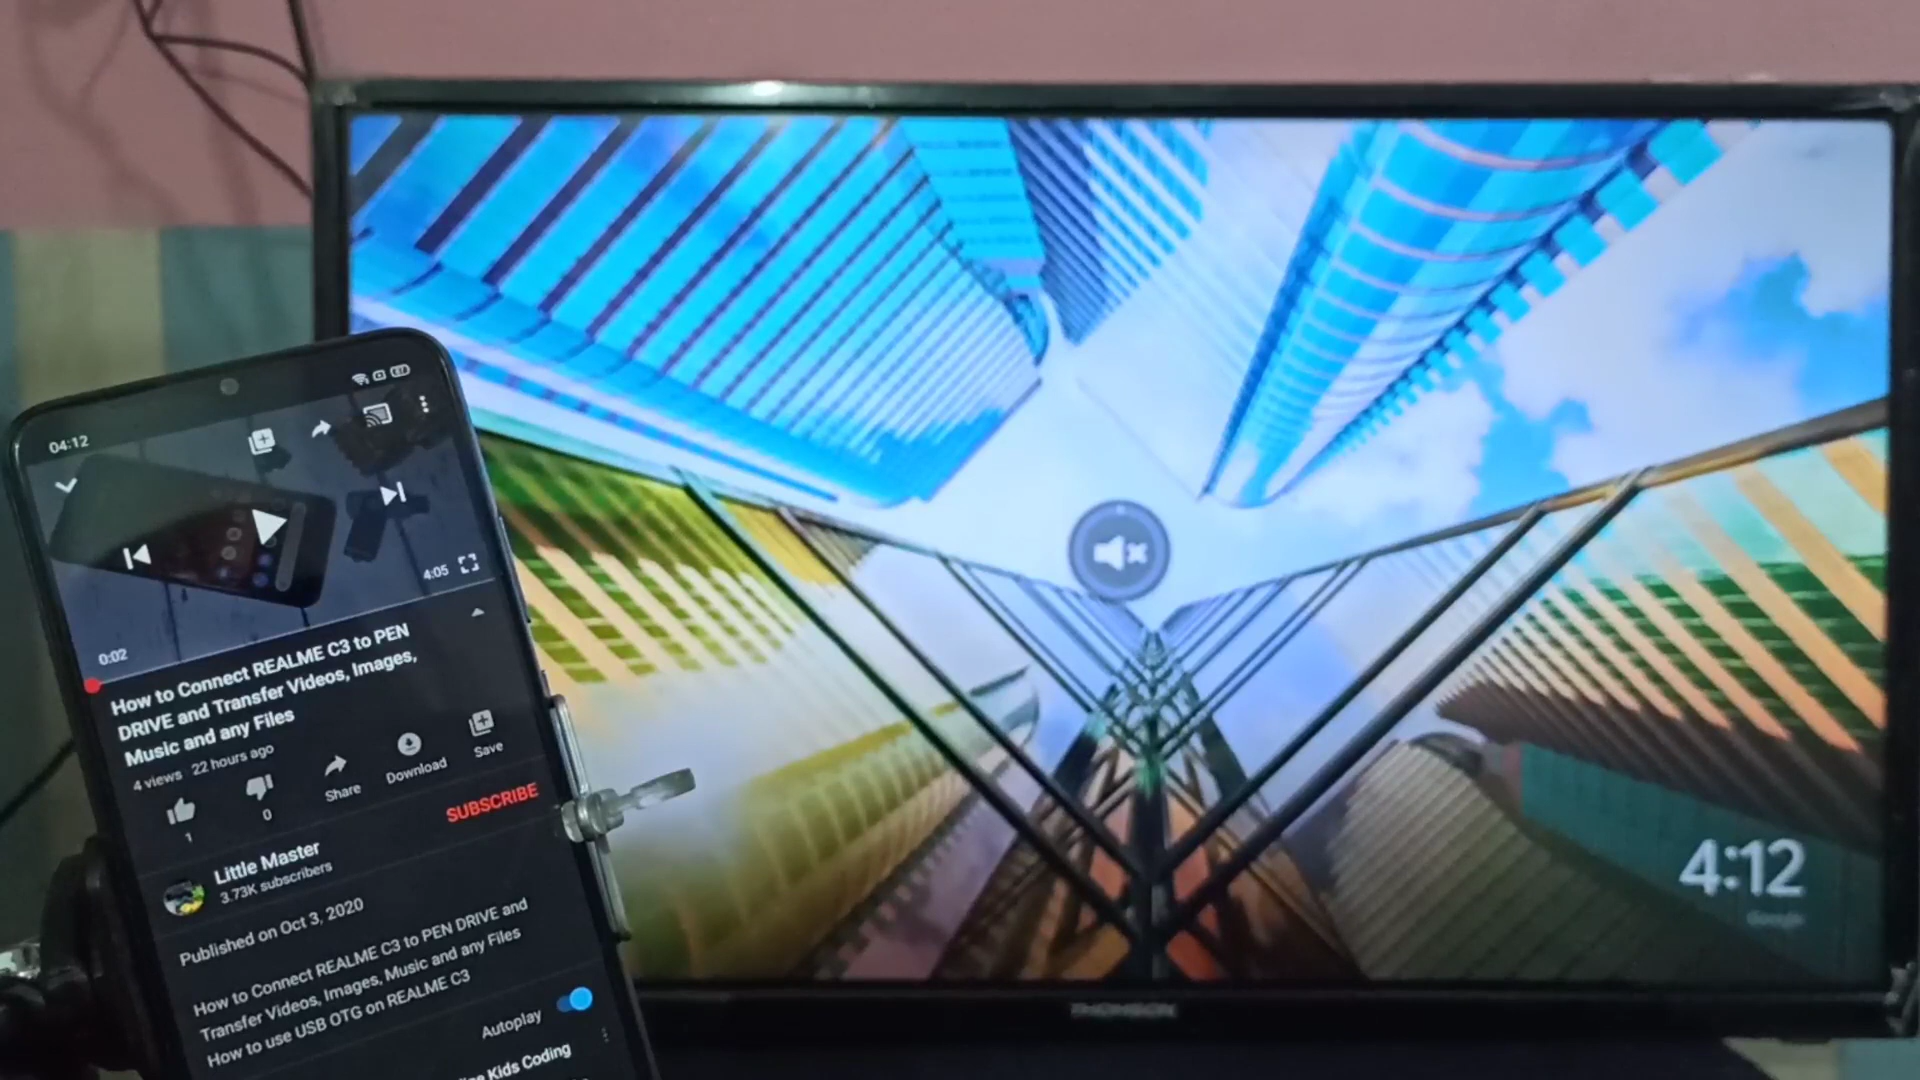 04:12
4:05
0:02
How to Connect REALME C3 to PEN
DRIVE and Transfer Videos, Images,
Music and any Files
4 views 22 hours ago
1
0
Share
Download
Save
SUBSCRIBE
Little Master
3.73K subscribers
Published on Oct 3, 2020
How to Connect REALME C3 to PEN DRIVE and
Transfer Videos, Images, Music and any Files
How to use USB OTG on REALME C3
Autoplay
Kids Coding
4:12
Google
THOMSON